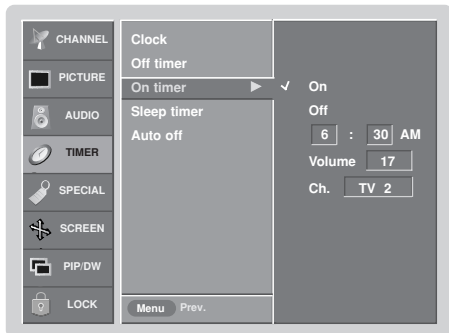 CHANNEL
PICTURE
AUDIO
TIMER
SPECIAL
SCREEN
PIP/DW
LOCK
Clock
Off timer
On timer
Sleep timer
Auto off
Menu Prev.
On
Off
6 : 30 AM
Volume 17
Ch. TV 2